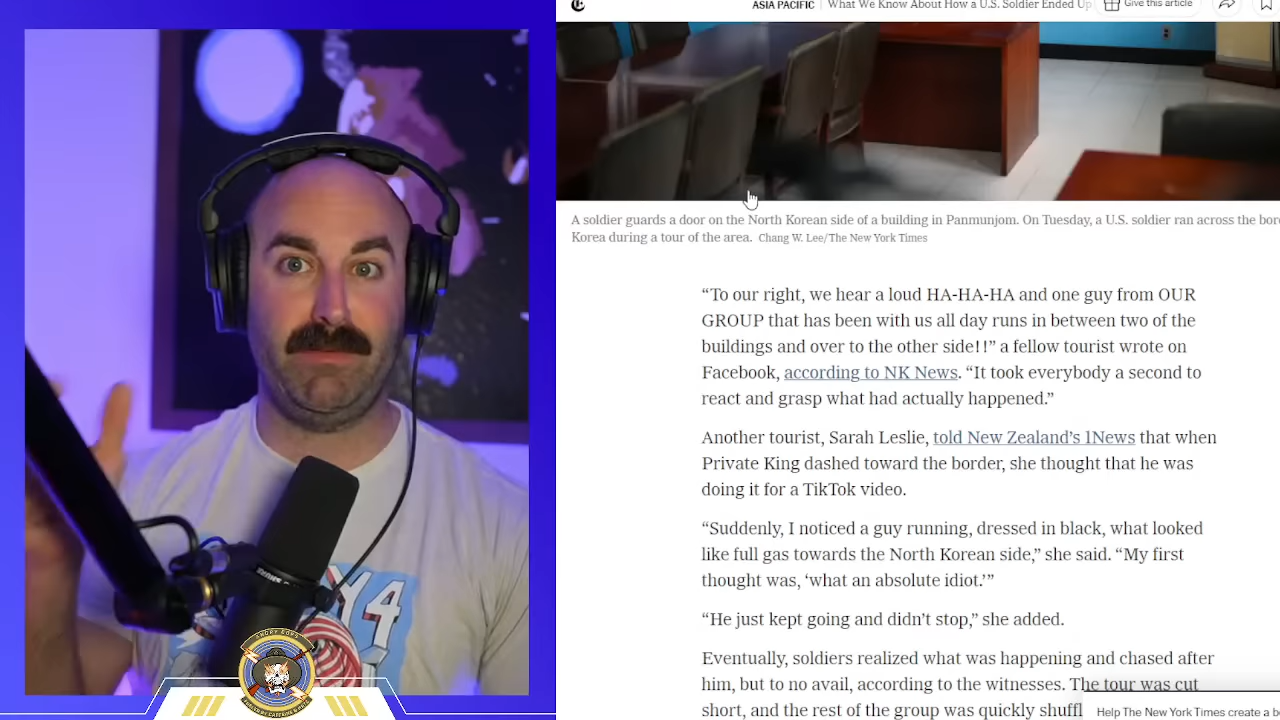 ASIA PACIFIC | What We Know About How a U.S. Soldier Ended Up
Give this article
A soldier guards a door on the North Korean side of a building in Panmunjom. On Tuesday, a U.S. soldier ran across the
Korea during a tour of the area. Chang W. Lee/The New York Times
“To our right, we hear a loud HA-HA-HA and one guy from OUR
GROUP that has been with us all day runs in between two of the
buildings and over to the other side!!” a fellow tourist wrote on
Facebook, according to NK News. “It took everybody a second to
react and grasp what had actually happened.”
Another tourist, Sarah Leslie, told New Zealand’s 1News that when
Private King dashed toward the border, she thought that he was
doing it for a TikTok video.
“Suddenly, I noticed a guy running, dressed in black, what looked
like full gas towards the North Korean side,” she said. “My first
thought was, ‘what an absolute idiot.’”
“He just kept going and didn’t stop,” she added.
Eventually, soldiers realized what was happening and chased after
him, but to no avail, according to the witnesses. The tour was cut
short, and the rest of the group was quickly shuffl
Help The New York Times create a
ANGRY COPS